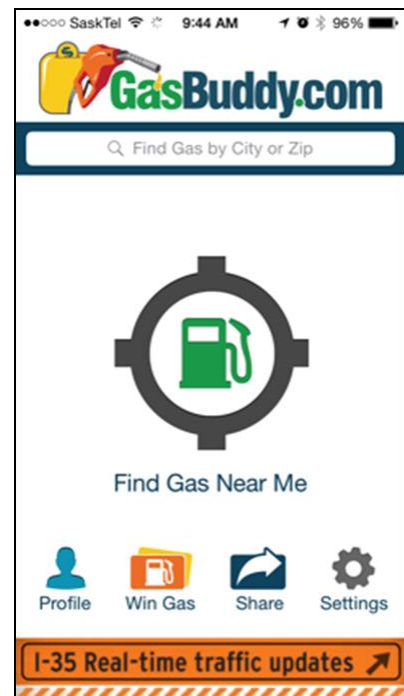 SaskTel 9:44 AM 96%
GasBuddy.com
Find Gas by City or Zip
Find Gas Near Me
Profile Win Gas Share Settings
I-35 Real-time traffic updates